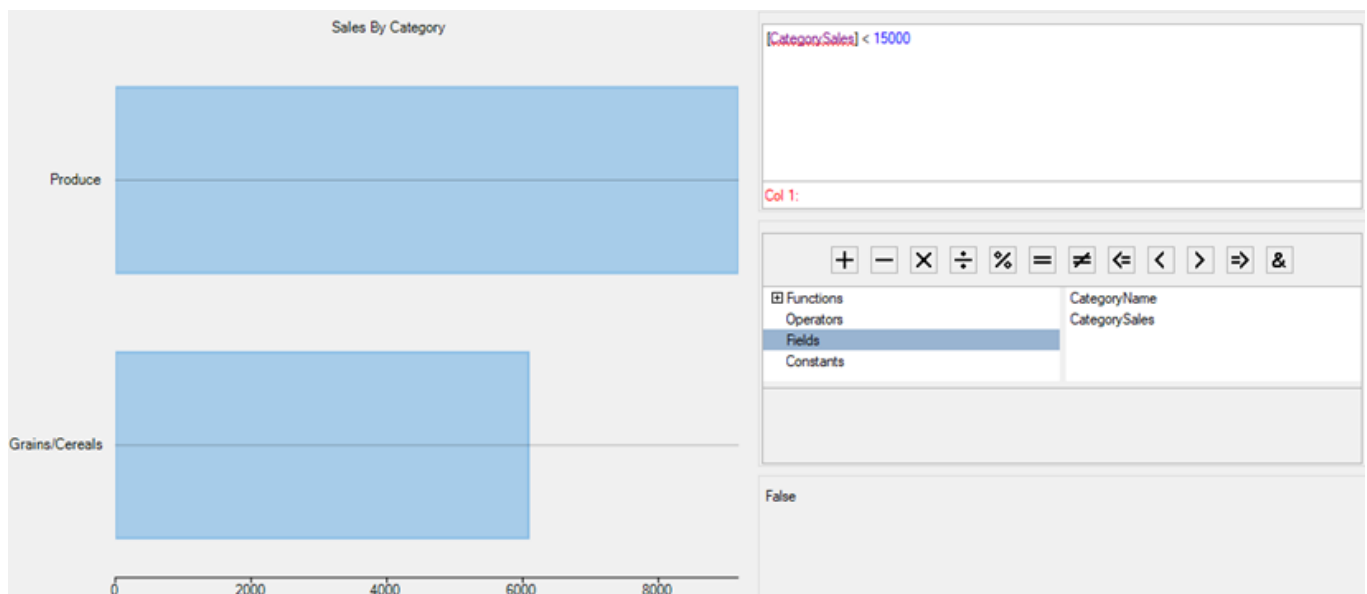 Sales By Category
Produce
Grains/Cereals
0 2000 4000 6000 8000
[CategorySales] < 15000
Col 1:
+ − × ÷ % = ≠ <= < > => &
Functions
Operators
Fields
Constants
CategoryName
CategorySales
False